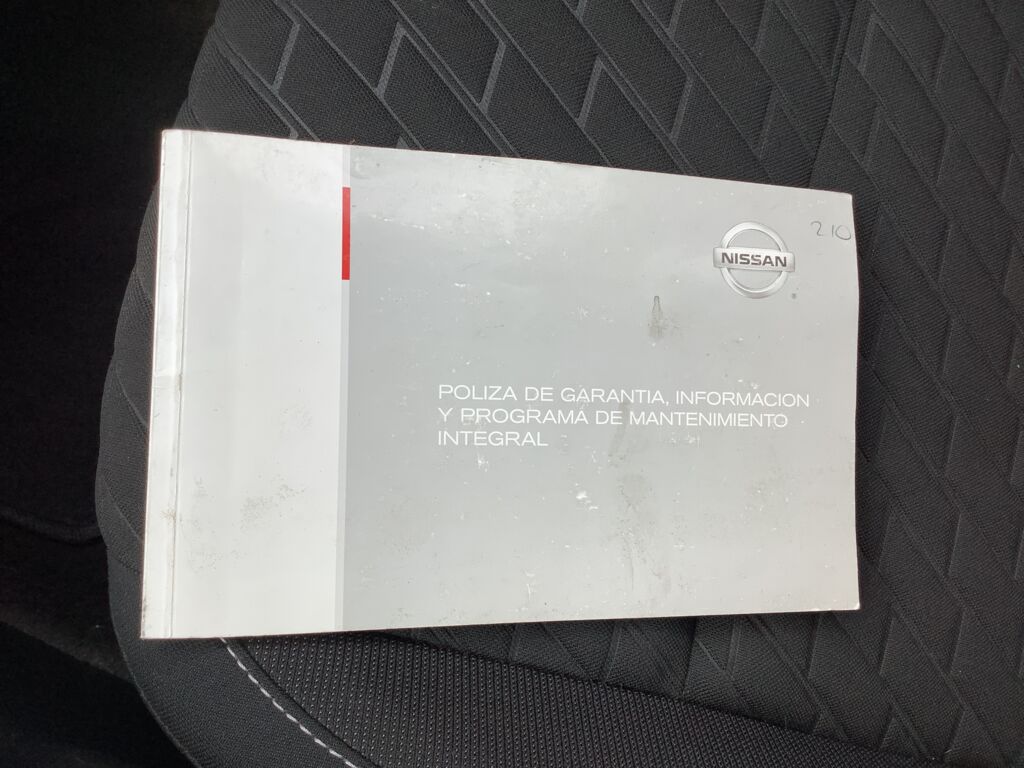 210
NISSAN
POLIZA DE GARANTIA, INFORMACION
Y PROGRAMA DE MANTENIMIENTO
INTEGRAL